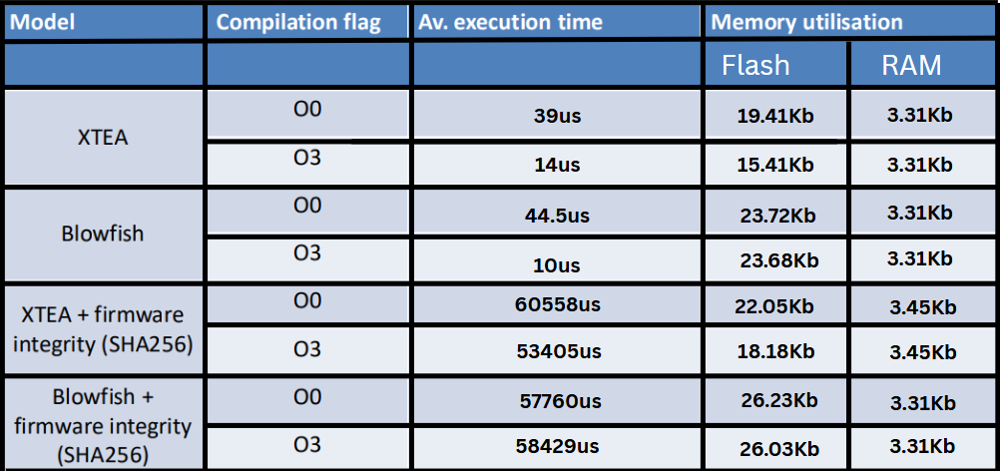 Model Compilation flag Av. execution time Memory utilisation
Flash RAM
XTEA O0 39us 19.41Kb 3.31Kb
O3 14us 15.41Kb 3.31Kb
Blowfish O0 44.5us 23.72Kb 3.31Kb
O3 10us 23.68Kb 3.31Kb
XTEA + firmware O0 60558us 22.05Kb 3.45Kb
integrity (SHA256) O3 53405us 18.18Kb 3.45Kb
Blowfish + O0 57760us 26.23Kb 3.31Kb
firmware integrity
(SHA256) O3 58429us 26.03Kb 3.31Kb